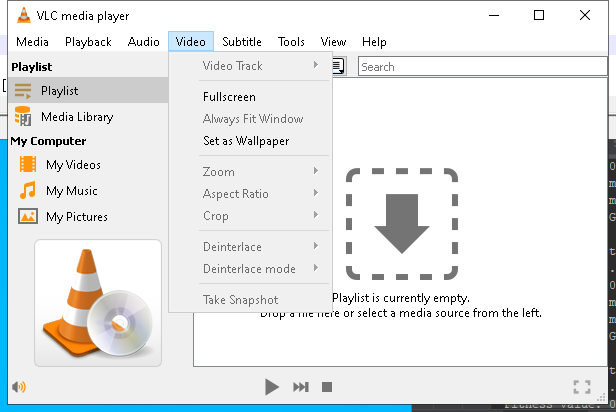 VLC media player
Media Playback Audio Video Subtitle Tools View Help
Playlist
Playlist
Media Library
My Computer
My Videos
My Music
My Pictures
Video Track
Fullscreen
Always Fit Window
Set as Wallpaper
Zoom
Aspect Ratio
Crop
Deinterlace
Deinterlace mode
Take Snapshot
Search
Playlist is currently empty.
Drop a file here or select a media source from the left.